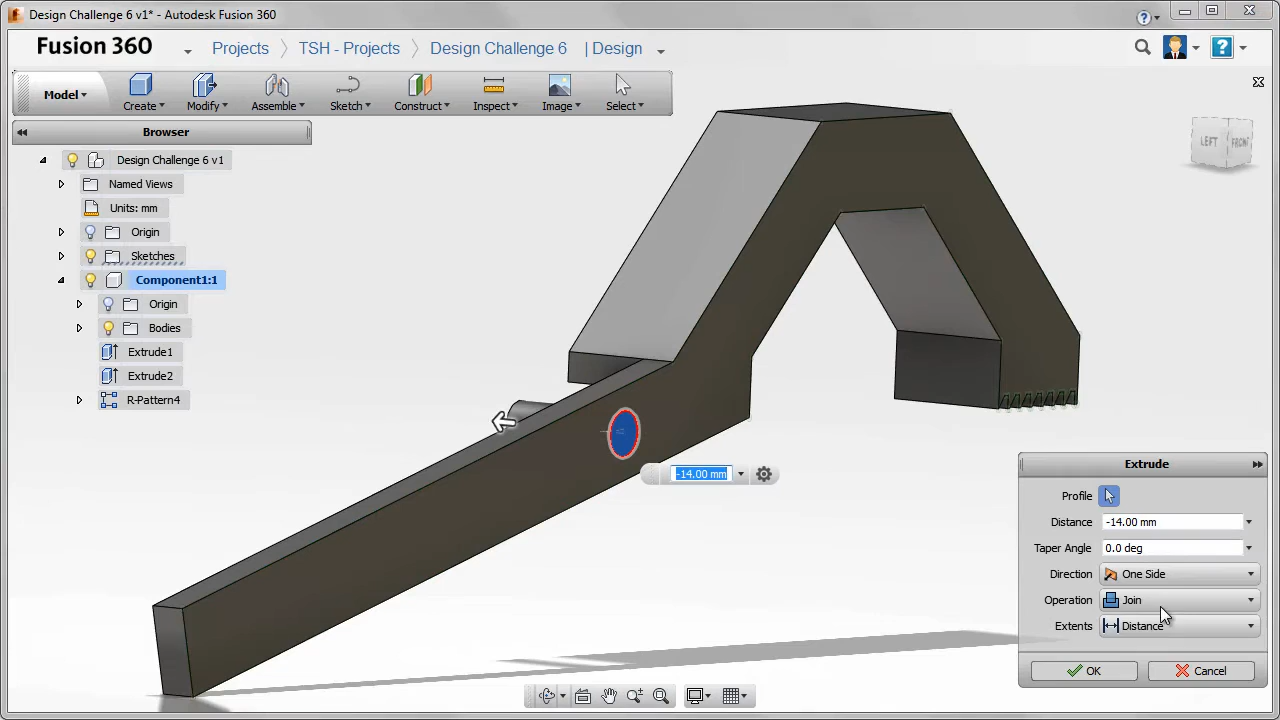 Design Challenge 6 v1* - Autodesk Fusion 360
Fusion 360 Projects TSH - Projects Design Challenge 6 | Design
Model Create Modify Assemble Sketch Construct Inspect Image Select
Browser
Design Challenge 6 v1
Named Views
Units: mm
Origin
Sketches
Component1:1
Origin
Bodies
Extrude1
Extrude2
R-Pattern4
LEFT FRONT
-14.00 mm
Extrude
Profile
Distance -14.00 mm
Taper Angle 0.0 deg
Direction One Side
Operation Join
Extents Distance
OK Cancel